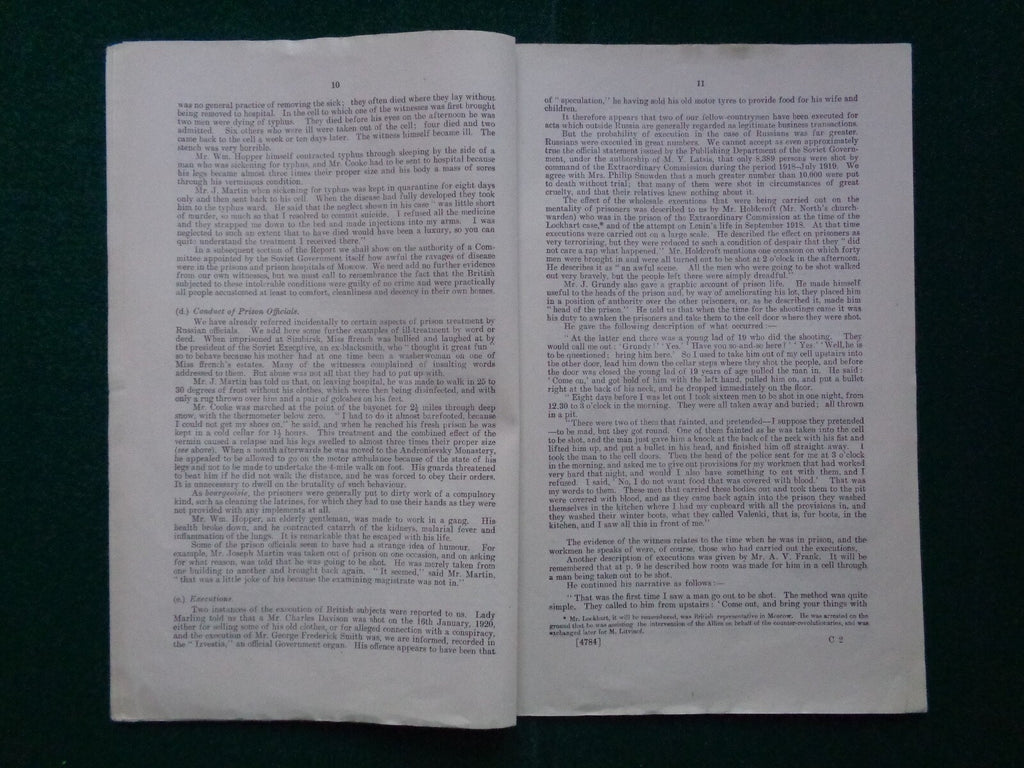 10
was no general practice of removing the sick; they often died where they lay without
being removed to hospital. In the cell to which one of the witnesses was first brought
two men were dying of typhus. They died before his eyes on the afternoon he was
admitted. Six others who were ill were taken out of the cell: four died and two
came back to the cell a week or ten days later. The witness himself became ill. The
stench was very horrible.
Mr. Wm. Hopper himself contracted typhus through sleeping by the side of a
man who was sickening for typhus, and Mr. Cooke had to be sent to hospital because
his legs became almost three times their proper size and his body a mass of sores
through his verminous condition.
Mr. J. Martin when sickening for typhus was kept in quarantine for eight days
only and then sent back to his cell. When the disease had fully developed they took
him to the typhus ward. He said that the neglect shewn in his case "was little short
of murder, so much so that I resolved to commit suicide. I refused all the medicine
and they strapped me down to the bed and made injections into my arms. I was
neglected to such an extent that to have died would have been a luxury, so you can
quite understand the treatment I received there."
In a subsequent section of the Report we shall show on the authority of a Com-
mittee appointed by the Soviet Government itself how awful the ravages of disease
were in the prisons and prison hospitals of Moscow. We need add no further evidence
from our own witnesses, but we must call to remembrance the fact that the British
subjected to these intolerable conditions were guilty of no crime and were practically
all people accustomed at least to comfort, cleanliness and decency in their own homes.
(d.) Conduct of Prison Officials.
We have already referred incidentally to certain aspects of prison treatment by
Russian officials. We add here some further examples of ill-treatment by word or
deed. When imprisoned at Simbirsk, Miss ffrench was bullied and laughed at by
the president of the Soviet Executive, an ex-blacksmith, who "thought it great fun"
so to behave because his mother had at one time been a washerwoman on one of
Miss ffrench's estates. Many of the witnesses complained of insulting words
addressed to them. But abuse was not all that they had to put up with.
Mr. J. Martin has told us that, on leaving hospital, he was made to walk in 25 to
30 degrees of frost without his clothes, which were then being disinfected, and with
only a rug thrown over him and a pair of goloshes on his feet.
Mr. Cooke was marched at the point of the bayonet for 2½ miles through deep
snow, with the thermometer below zero. "I had to do it almost barefooted, because
I could not get my shoes on," he said, and when he reached his fresh prison he was
kept in a cold cellar for 1½ hours. This treatment and the combined effect of the
vermin caused a relapse and his legs swelled to almost three times their proper size
(see above). When a month afterwards he was moved to the Andronievsky Monastery,
he appealed to be allowed to go on the motor ambulance because of the state of his
legs and not to be made to undertake the 4-mile walk on foot. His guards threatened
to beat him if he did not walk the distance, and he was forced to obey their orders.
It is unnecessary to dwell on the brutality of such behaviour.
As bourgeoisie, the prisoners were generally put to dirty work of a compulsory
kind, such as cleaning the latrines, for which they had to use their hands as they were
not provided with any implements at all.
Mr. Wm. Hopper, an elderly gentleman, was made to work in a gang. His
health broke down, and he contracted catarrh of the kidneys, malarial fever and
inflammation of the lungs. It is remarkable that he escaped with his life.
Some of the prison officials seem to have had a strange idea of humour. For
example, Mr. Joseph Martin was taken out of prison on one occasion, and on asking
for what reason, was told that he was going to be shot. He was merely taken from
one building to another and brought back again. "It seemed," said Mr. Martin,
"that was a little joke of his because the examining magistrate was not in."
(e.) Executions.
Two instances of the execution of British subjects were reported to us. Lady
Marling told us that a Mr. Charles Davison was shot on the 16th January, 1920,
either for selling some of his old clothes, or for alleged connection with a conspiracy,
and the execution of Mr. George Frederick Smith was, we are informed, recorded in
the "Izvestia," an official Government organ. His offence appears to have been that
11
of "speculation," he having sold his old motor tyres to provide food for his wife and
children.
It therefore appears that two of our fellow-countrymen have been executed for
acts which outside Russia are generally regarded as legitimate business transactions.
But the probability of execution in the case of Russians was far greater.
Russians were executed in great numbers. We cannot accept as even approximately
true the official statement issued by the Publishing Department of the Soviet Govern-
ment, under the authorship of M. Y. Latsis, that only 8,389 persons were shot by
command of the Extraordinary Commission during the period 1918-July 1919. We
agree with Mrs. Philip Snowden that a much greater number than 10,000 were put
to death without trial, that many of them were shot in circumstances of great
cruelty, and that their relatives knew nothing about it.
The effect of the wholesale executions that were being carried out on the
mentality of prisoners was described to us by Mr. Holdcroft (Mr. North's church-
warden) who was in the prison of the Extraordinary Commission at the time of the
Lockhart case,* and of the attempt on Lenin's life in September 1918. At that time
executions were carried out on a large scale. He described the effect on prisoners as
very terrorising, but they were reduced to such a condition of despair that they "did
not care a rap what happened." Mr. Holdcroft mentions one occasion on which forty
men were brought in and were all turned out to be shot at 2 o'clock in the afternoon.
He describes it as "an awful scene. All the men who were going to be shot walked
out very bravely, but the people left there were simply dreadful."
Mr. J. Grundy also gave a graphic account of prison life. He made himself
useful to the heads of the prison and, by way of ameliorating his lot, they placed him
in a position of authority over the other prisoners, or, as he described it, made him
"head of the prison." He told us that when the time for the shootings came it was
his duty to awaken the prisoners and take them to the cell door where they were shot.
He gave the following description of what occurred:—
"At the latter end there was a young lad of 19 who did the shooting. They
would call me out: 'Grundy!' 'Yes.' 'Have you so-and-so here?' 'Yes.' 'Well, he is
to be questioned; bring him here.' So I used to take him out of my cell upstairs into
the other door, lead him down the cellar steps where they shot the people, and before
the door was closed the young lad of 19 years of age pulled the man in. He said:
'Come on,' and got hold of him with the left hand, pulled him on, and put a bullet
right at the back of his neck, and he dropped immediately on the floor.
"Eight days before I was let out I took sixteen men to be shot in one night, from
12.30 to 3 o'clock in the morning. They were all taken away and buried; all thrown
in a pit.
"There were two of them that fainted, and pretended—I suppose they pretended
—to be mad, but they got round. One of them fainted as he was taken into the cell
to be shot, and the man just gave him a knock at the back of the neck with his fist and
lifted him up, and put a bullet in his head, and finished him off straight away. I
took the man to the cell doors. Then the head of the police sent for me at 3 o'clock
in the morning, and asked me to give out provisions for my workmen that had worked
very hard that night, and would I also have something to eat with them, and I
refused. I said, 'No, I do not want food that was covered with blood.' That was
my words to them. These men that carried these bodies out and took them to the pit
were covered with blood, and as they came back again into the prison they washed
themselves in the kitchen where I had my cupboard with all the provisions in, and
they washed their winter boots, what they called Valenki, that is, fur boots, in the
kitchen, and I saw all this in front of me."
The evidence of the witness relates to the time when he was in prison, and the
workmen he speaks of were, of course, those who had carried out the executions.
Another description of executions was given by Mr. A. V. Frank. It will be
remembered that at p. 9 he described how room was made for him in a cell through
a man being taken out to be shot.
He continued his narrative as follows:—
"That was the first time I saw a man go out to be shot. The method was quite
simple. They called to him from upstairs: 'Come out, and bring your things with
* Mr. Lockhart, it will be remembered, was British representative in Moscow. He was arrested on the
ground that he was assisting the intervention of the Allies on behalf of the counter-revolutionaries, and was
exchanged later for M. Litvinof.
[4784] C 2